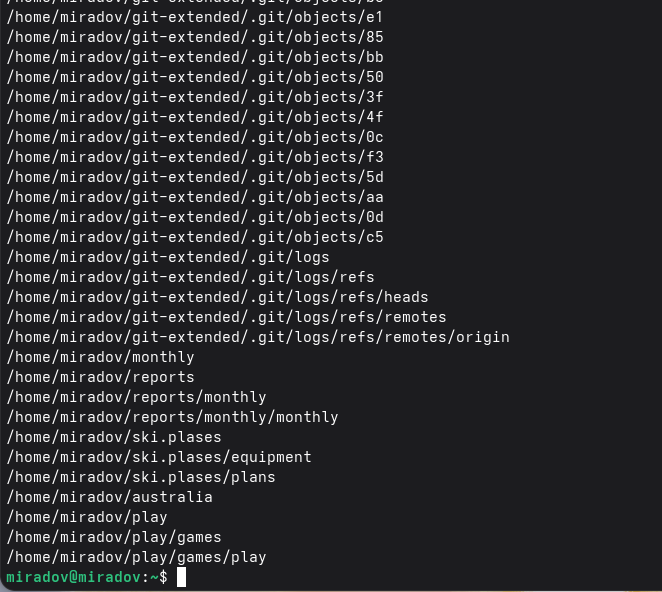 /home/miradov/git-extended/.git/objects/e1
/home/miradov/git-extended/.git/objects/85
/home/miradov/git-extended/.git/objects/bb
/home/miradov/git-extended/.git/objects/50
/home/miradov/git-extended/.git/objects/3f
/home/miradov/git-extended/.git/objects/4f
/home/miradov/git-extended/.git/objects/0c
/home/miradov/git-extended/.git/objects/f3
/home/miradov/git-extended/.git/objects/5d
/home/miradov/git-extended/.git/objects/aa
/home/miradov/git-extended/.git/objects/0d
/home/miradov/git-extended/.git/objects/c5
/home/miradov/git-extended/.git/logs
/home/miradov/git-extended/.git/logs/refs
/home/miradov/git-extended/.git/logs/refs/heads
/home/miradov/git-extended/.git/logs/refs/remotes
/home/miradov/git-extended/.git/logs/refs/remotes/origin
/home/miradov/monthly
/home/miradov/reports
/home/miradov/reports/monthly
/home/miradov/reports/monthly/monthly
/home/miradov/ski.plases
/home/miradov/ski.plases/equipment
/home/miradov/ski.plases/plans
/home/miradov/australia
/home/miradov/play
/home/miradov/play/games
/home/miradov/play/games/play
miradov@miradov:~$